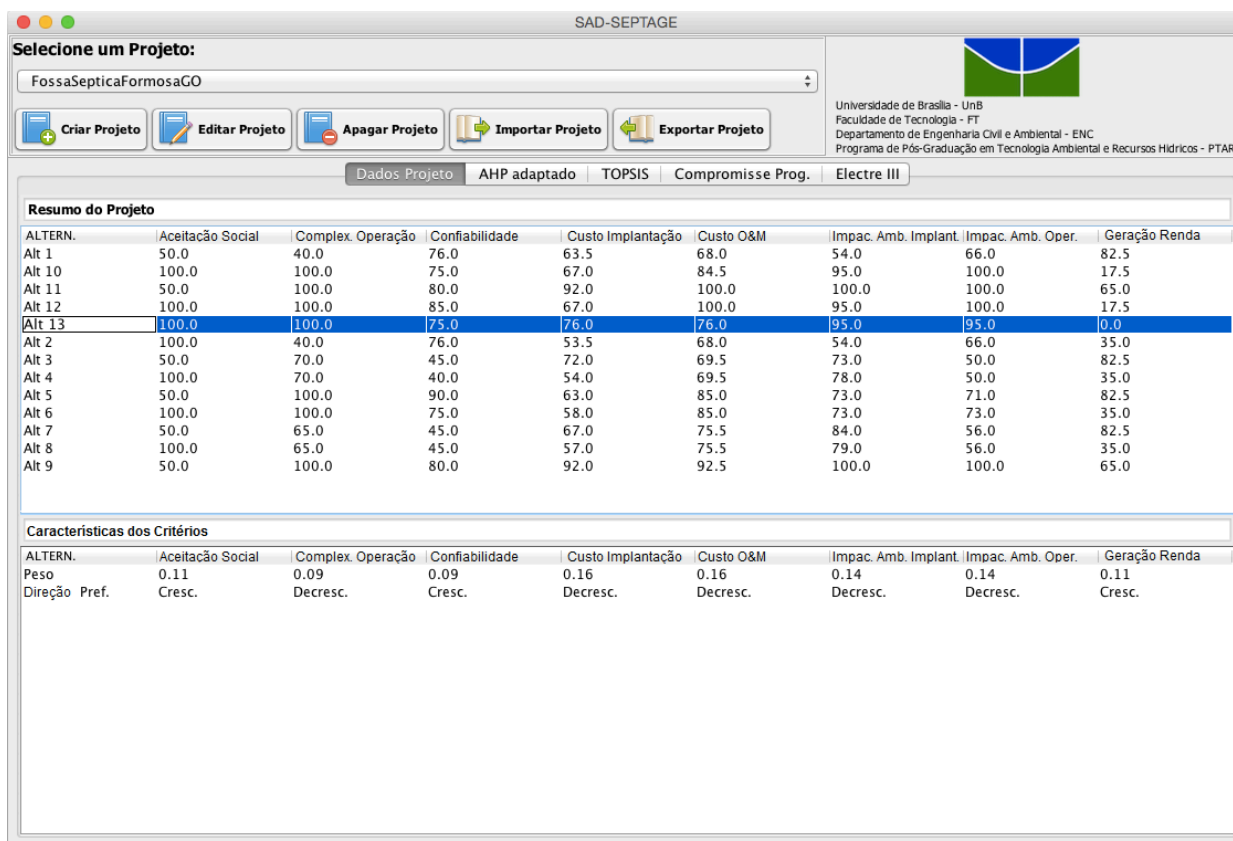 SAD-SEPTAGE
Selecione um Projeto:
FossaSepticaFormosaGO
Criar Projeto Editar Projeto Apagar Projeto Importar Projeto Exportar Projeto
Universidade de Brasília - UnB
Faculdade de Tecnologia - FT
Departamento de Engenharia Civil e Ambiental - ENC
Programa de Pós-Graduação em Tecnologia Ambiental e Recursos Hídricos - PTAR
Dados Projeto AHP adaptado TOPSIS Compromisse Prog. Electre III
Resumo do Projeto
ALTERN. Aceitacão Social Complex. Operação Confiabilidade Custo Implantação Custo O&M Impac. Amb. Implant. Impac. Amb. Oper. Geração Renda
Alt 1 50.0 40.0 76.0 63.5 68.0 54.0 66.0 82.5
Alt 10 100.0 100.0 75.0 67.0 84.5 95.0 100.0 17.5
Alt 11 50.0 100.0 80.0 92.0 100.0 100.0 100.0 65.0
Alt 12 100.0 100.0 85.0 67.0 100.0 95.0 100.0 17.5
Alt 13 100.0 100.0 75.0 76.0 76.0 95.0 95.0 0.0
Alt 2 100.0 40.0 76.0 53.5 68.0 54.0 66.0 35.0
Alt 3 50.0 70.0 45.0 72.0 69.5 73.0 50.0 82.5
Alt 4 100.0 70.0 40.0 54.0 69.5 78.0 50.0 35.0
Alt 5 50.0 100.0 90.0 63.0 85.0 73.0 71.0 82.5
Alt 6 100.0 100.0 75.0 58.0 85.0 73.0 73.0 35.0
Alt 7 50.0 65.0 45.0 67.0 75.5 84.0 56.0 82.5
Alt 8 100.0 65.0 45.0 57.0 75.5 79.0 56.0 35.0
Alt 9 50.0 100.0 80.0 92.0 92.5 100.0 100.0 65.0
Características dos Critérios
ALTERN. Aceitacão Social Complex. Operação Confiabilidade Custo Implantação Custo O&M Impac. Amb. Implant. Impac. Amb. Oper. Geração Renda
Peso 0.11 0.09 0.09 0.16 0.16 0.14 0.14 0.11
Direção Pref. Cresc. Decresc. Cresc. Decresc. Decresc. Decresc. Decresc. Cresc.